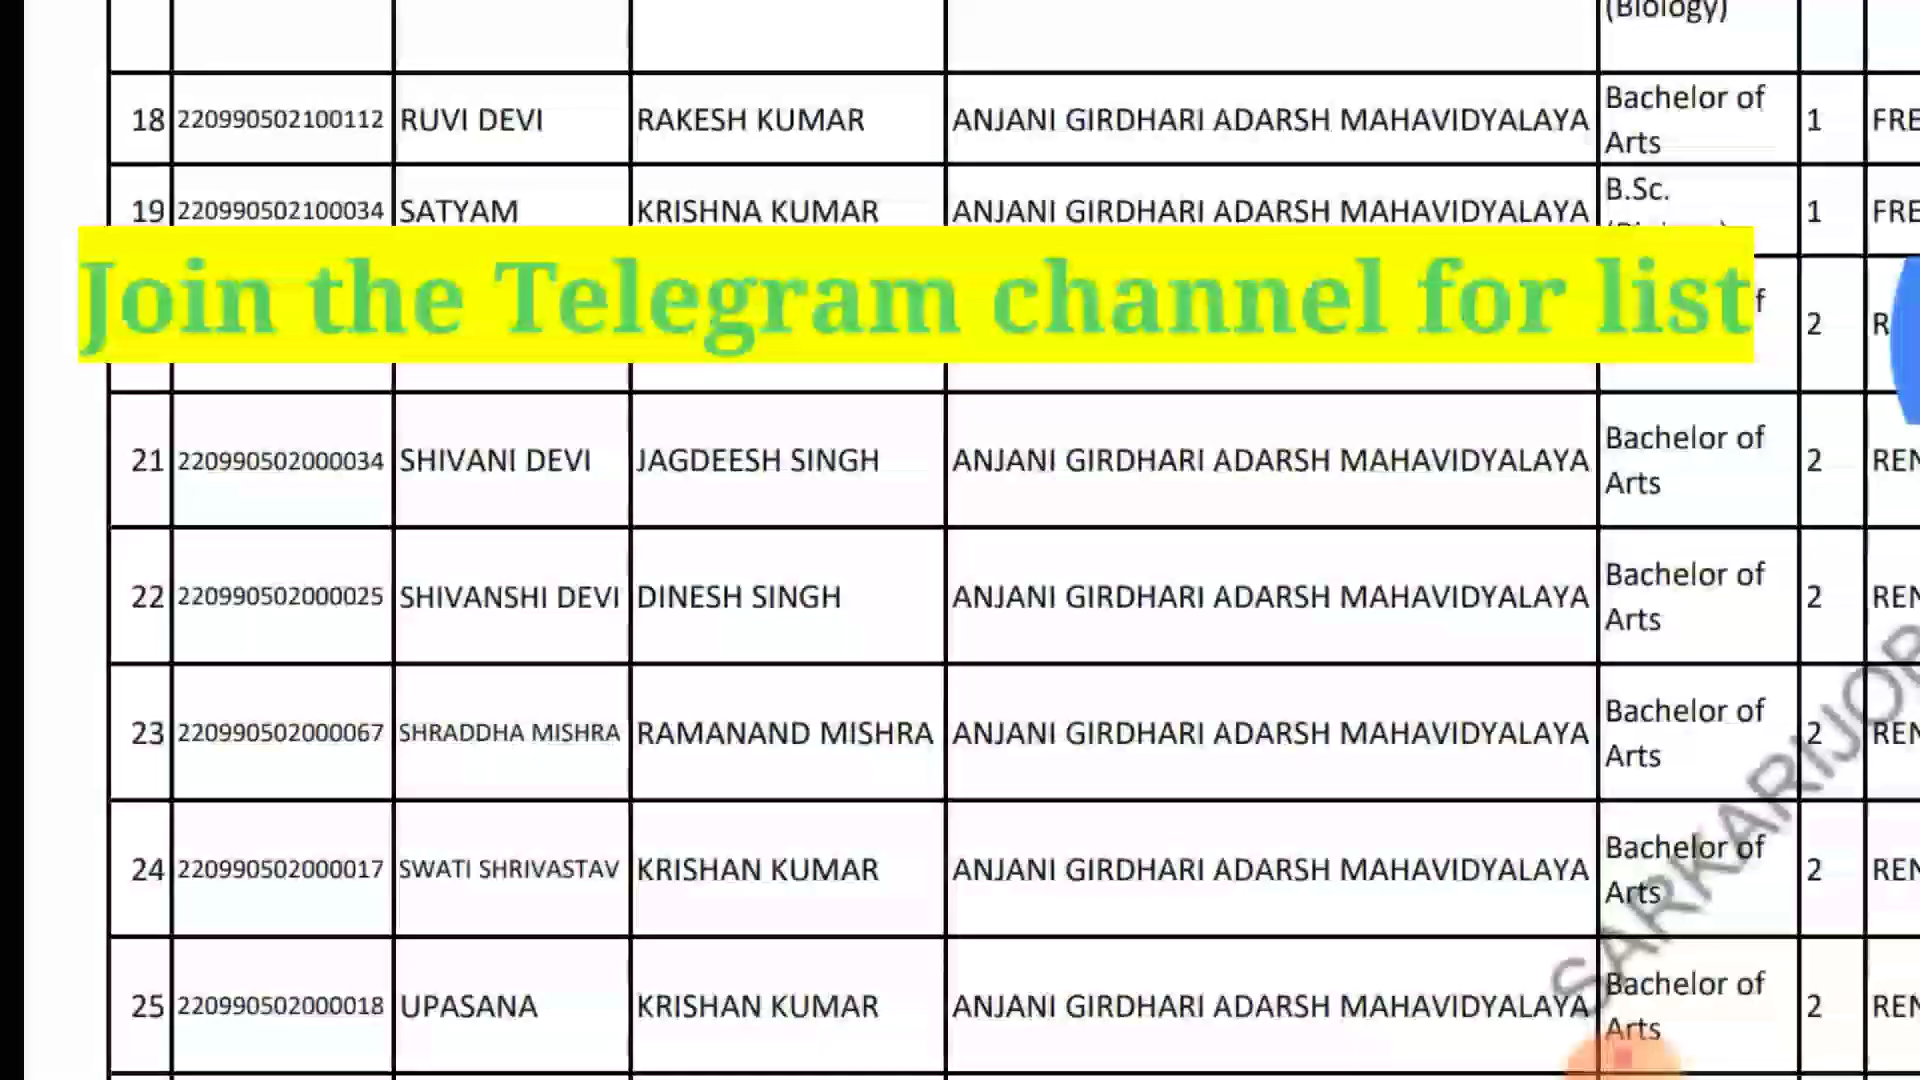 (Biology)
18 220990502100112 RUVI DEVI RAKESH KUMAR ANJANI GIRDHARI ADARSH MAHAVIDYALAYA Bachelor of Arts 1 FRE
19 220990502100034 SATYAM KRISHNA KUMAR ANJANI GIRDHARI ADARSH MAHAVIDYALAYA B.Sc. 1 FRE
Join the Telegram channel for list
2 R
21 220990502000034 SHIVANI DEVI JAGDEESH SINGH ANJANI GIRDHARI ADARSH MAHAVIDYALAYA Bachelor of Arts 2 REN
22 220990502000025 SHIVANSHI DEVI DINESH SINGH ANJANI GIRDHARI ADARSH MAHAVIDYALAYA Bachelor of Arts 2 REN
23 220990502000067 SHRADDHA MISHRA RAMANAND MISHRA ANJANI GIRDHARI ADARSH MAHAVIDYALAYA Bachelor of Arts 2 REN
24 220990502000017 SWATI SHRIVASTAV KRISHAN KUMAR ANJANI GIRDHARI ADARSH MAHAVIDYALAYA Bachelor of Arts 2 REN
25 220990502000018 UPASANA KRISHAN KUMAR ANJANI GIRDHARI ADARSH MAHAVIDYALAYA Bachelor of Arts 2 REN
SARKARIJOB